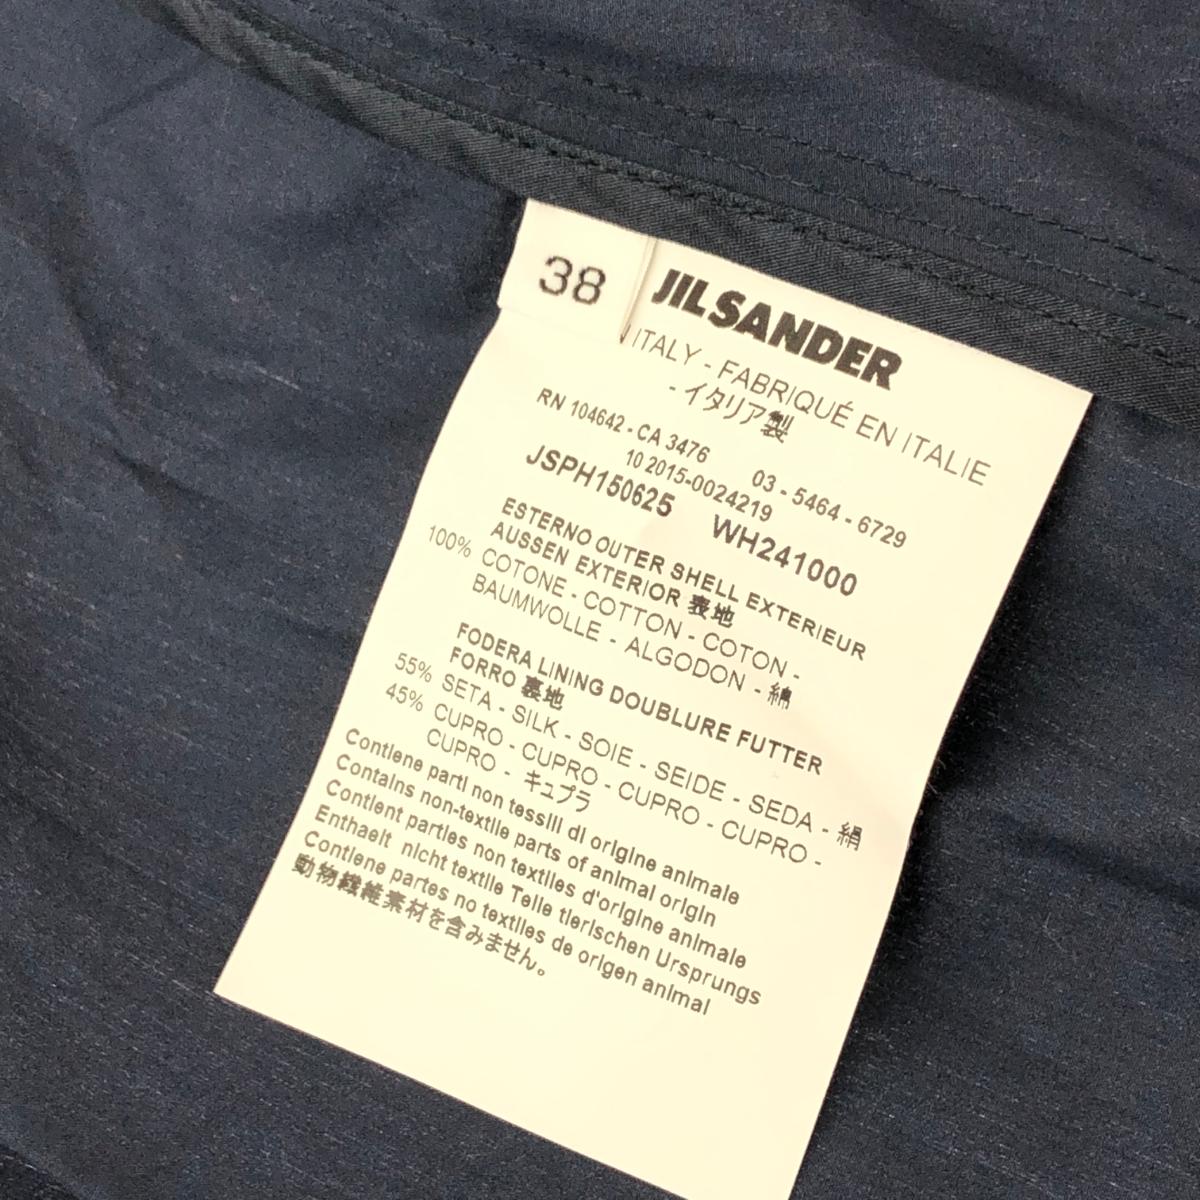 38
JIL SANDER
ITALY - FABRIQUÉ EN ITALIE
- イタリア製
RN 104642 - CA 3476 03 - 5464 - 6729
10 2015-0024219
JSPH150625 WH241000
ESTERNO OUTER SHELL EXTERIEUR
AUSSEN EXTERIOR 表地
100% COTONE - COTTON - COTON -
BAUMWOLLE - ALGODON - 綿
FODERA LINING DOUBLURE FUTTER
FORRO 裏地
55% SETA - SILK - SOIE - SEIDE - SEDA - 絹
45% CUPRO - CUPRO - CUPRO - CUPRO -
CUPRO - キュプラ
Contiene parti non tessili di origine animale
Contains non-textile parts of animal origin
Contient parties non textiles d'origine animale
Enthaelt nicht textile Teile tierischen Ursprungs
Contiene partes no textiles de origen animal
動物繊維素材を含みません。